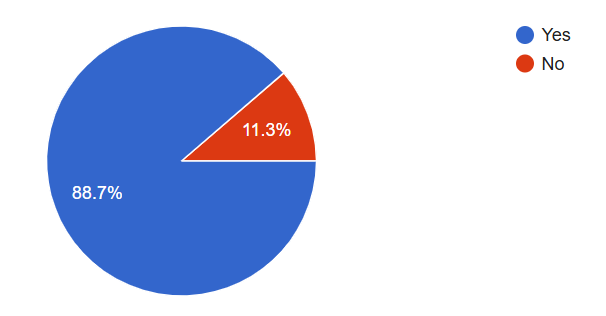 Yes
No
11.3%
88.7%